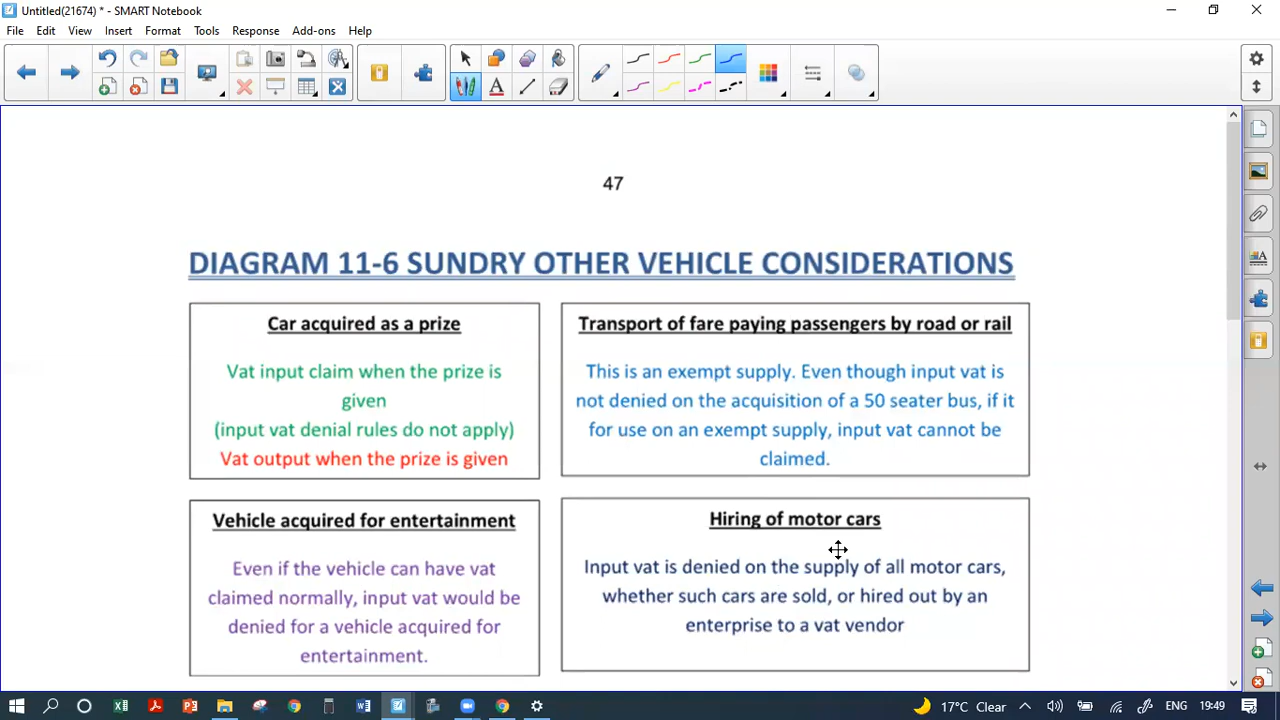 Untitled(21674) * - SMART Notebook
File Edit View Insert Format Tools Response Add-ons Help
47
DIAGRAM 11-6 SUNDRY OTHER VEHICLE CONSIDERATIONS
Car acquired as a prize
Vat input claim when the prize is
given
(input vat denial rules do not apply)
Vat output when the prize is given
Transport of fare paying passengers by road or rail
This is an exempt supply. Even though input vat is
not denied on the acquisition of a 50 seater bus, if it
for use on an exempt supply, input vat cannot be
claimed.
Vehicle acquired for entertainment
Even if the vehicle can have vat
claimed normally, input vat would be
denied for a vehicle acquired for
entertainment.
Hiring of motor cars
Input vat is denied on the supply of all motor cars,
whether such cars are sold, or hired out by an
enterprise to a vat vendor
17°C Clear ENG 19:49